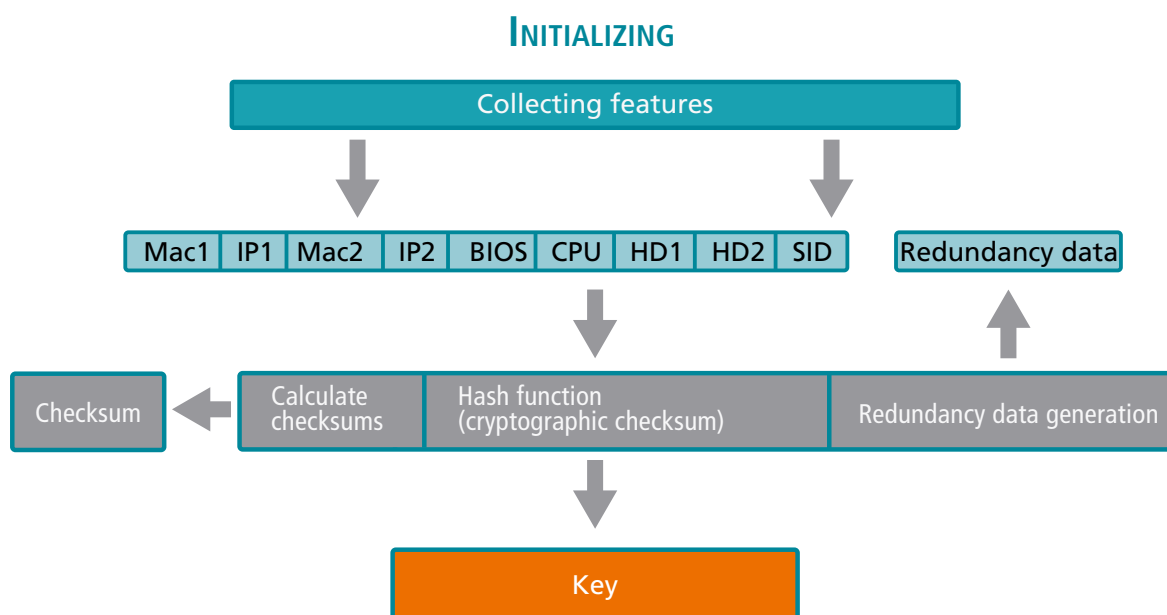 INITIALIZING
Collecting features
Mac1 IP1 Mac2 IP2 BIOS CPU HD1 HD2 SID
Redundancy data
Checksum
Calculate
checksums
Hash function
(cryptographic checksum)
Redundancy data generation
Key